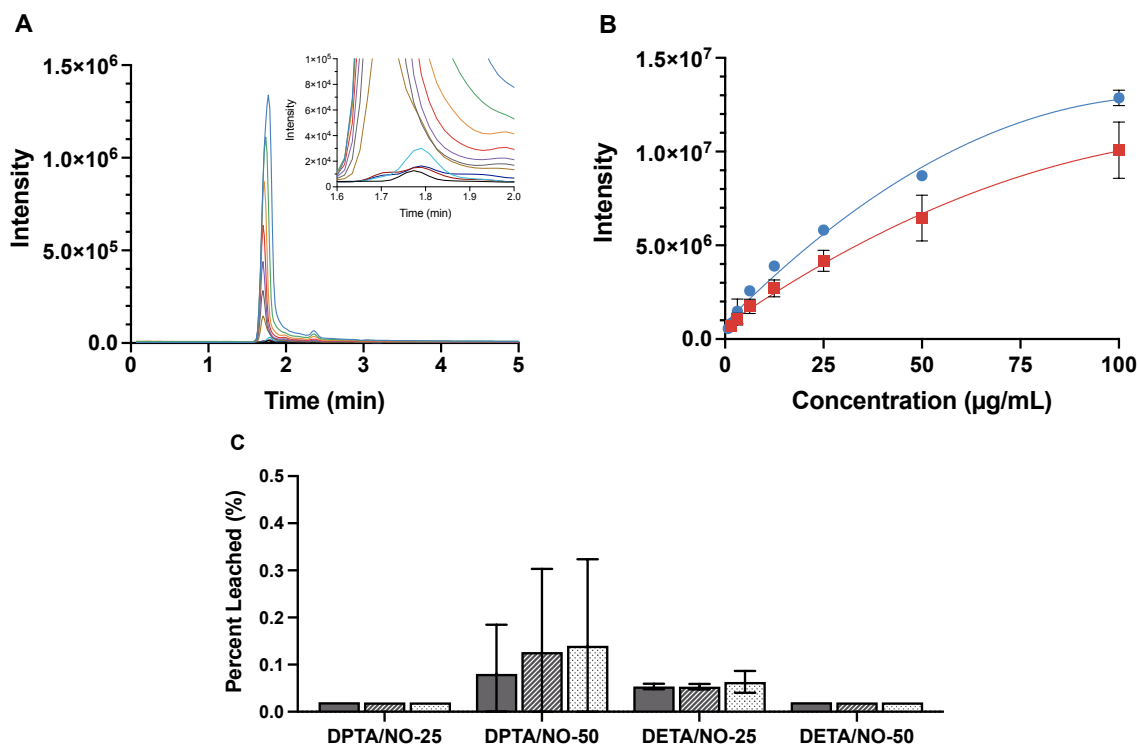 A
1.5×10⁶
1.0×10⁶
5.0×10⁵
0.0
Intensity
0 1 2 3 4 5
Time (min)
1×10⁵
8×10⁴
6×10⁴
4×10⁴
2×10⁴
0
Intensity
1.6 1.7 1.8 1.9 2.0
Time (min)
B
1.5×10⁷
1.0×10⁷
5.0×10⁶
0.0
Intensity
0 25 50 75 100
Concentration (µg/mL)
C
0.5
0.4
0.3
0.2
0.1
0.0
Percent Leached (%)
DPTA/NO-25 DPTA/NO-50 DETA/NO-25 DETA/NO-50